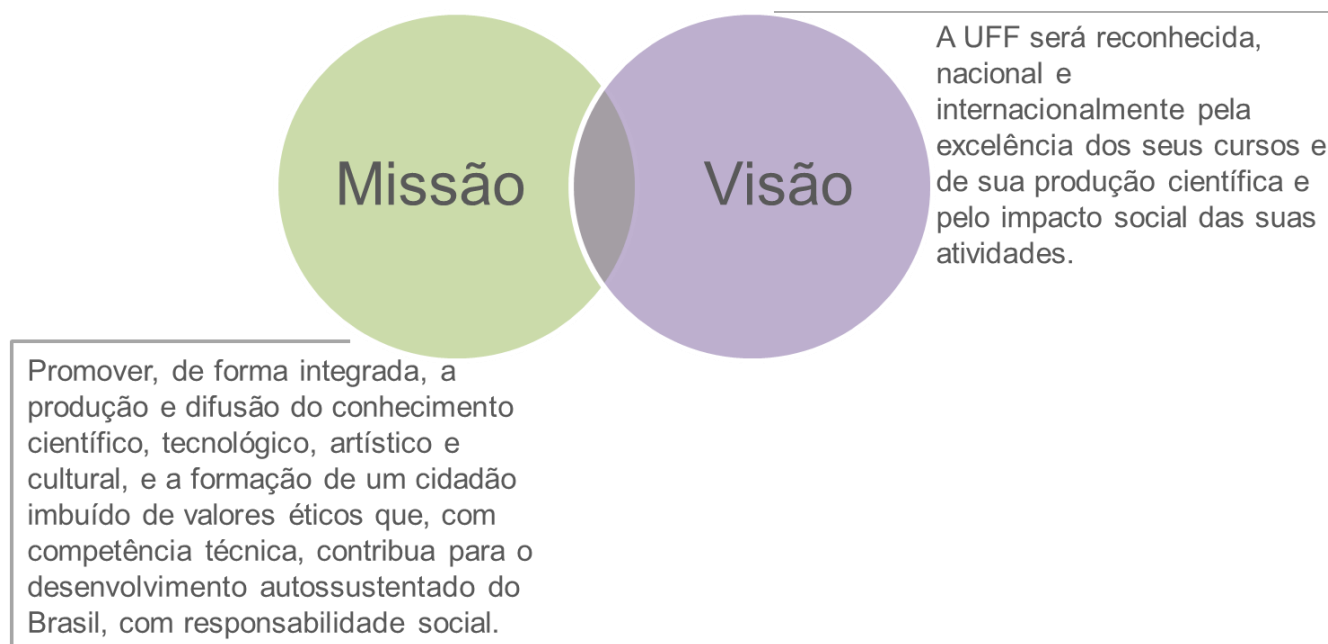 Missão
Visão
A UFF será reconhecida,
nacional e
internacionalmente pela
excelência dos seus cursos e
de sua produção científica e
pelo impacto social das suas
atividades.
Promover, de forma integrada, a
produção e difusão do conhecimento
científico, tecnológico, artístico e
cultural, e a formação de um cidadão
imbuído de valores éticos que, com
competência técnica, contribua para o
desenvolvimento autossustentado do
Brasil, com responsabilidade social.